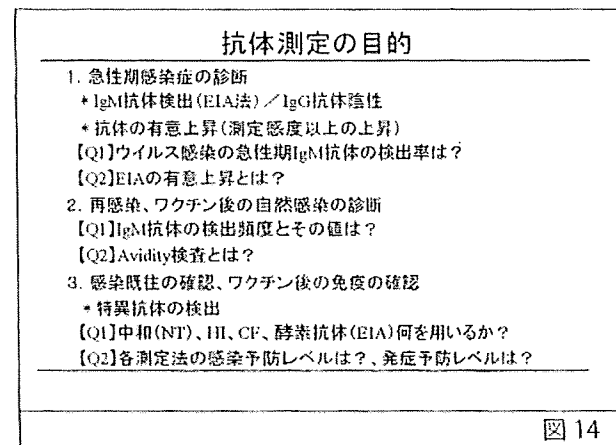 抗体測定の目的
1. 急性期感染症の診断
* IgM抗体検出(EIA法)／IgG抗体陰性
* 抗体の有意上昇(測定感度以上の上昇)
【Q1】ウイルス感染の急性期IgM抗体の検出率は?
【Q2】EIAの有意上昇とは?
2. 再感染、ワクチン後の自然感染の診断
【Q1】IgM抗体の検出頻度とその値は?
【Q2】Avidity検査とは?
3. 感染既往の確認、ワクチン後の免疫の確認
* 特異抗体の検出
【Q1】中和(NT)、HI、CF、酵素抗体(EIA)何を用いるか?
【Q2】各測定法の感染予防レベルは?、発症予防レベルは?
図 14